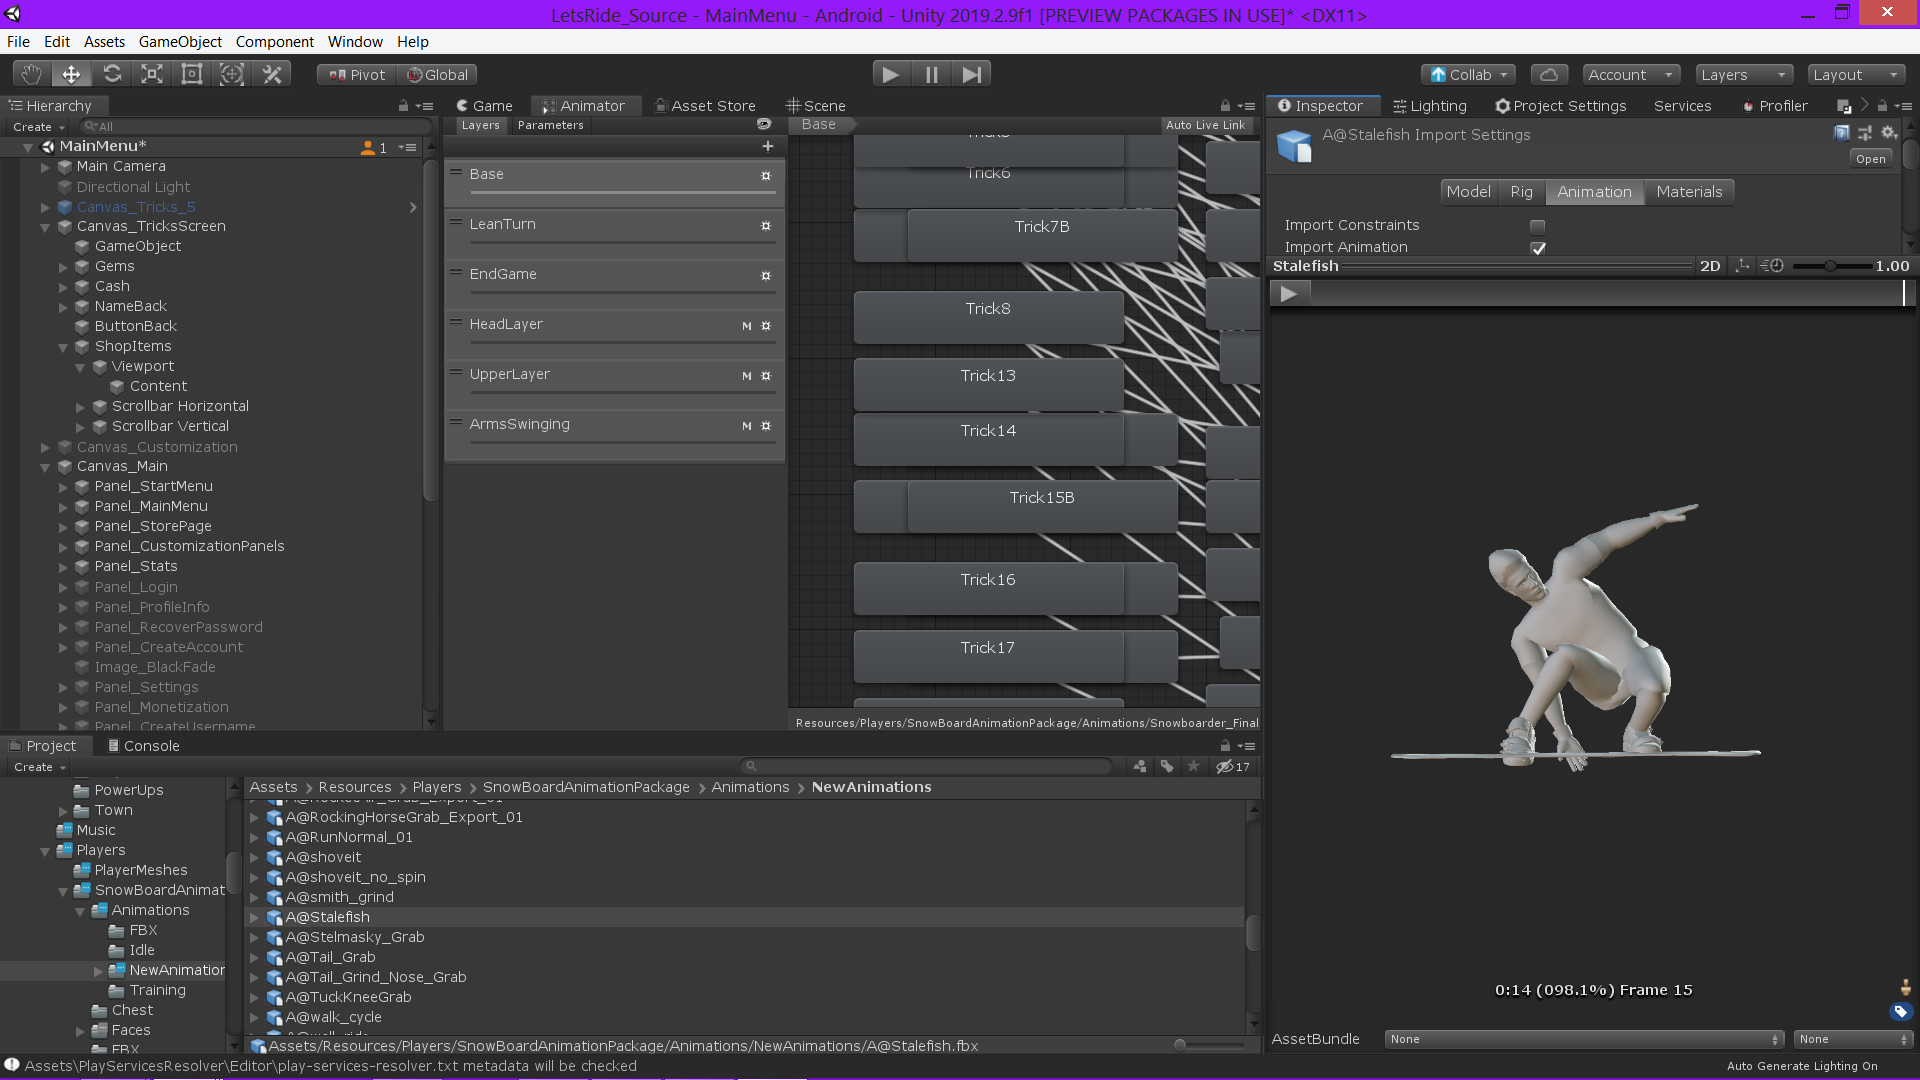 LetsRide_Source - MainMenu - Android - Unity 2019.2.9f1 [PREVIEW PACKAGES IN USE]* <DX11>
File Edit Assets GameObject Component Window Help
Pivot Global Collab Account Layers Layout
Hierarchy
Create All
MainMenu* 1
Main Camera
Directional Light
Canvas_Tricks_5
Canvas_TricksScreen
GameObject
Gems
Cash
NameBack
ButtonBack
ShopItems
Viewport
Content
Scrollbar Horizontal
Scrollbar Vertical
Canvas_Customization
Canvas_Main
Panel_StartMenu
Panel_MainMenu
Panel_StorePage
Panel_CustomizationPanels
Panel_Stats
Panel_Login
Panel_ProfileInfo
Panel_RecoverPassword
Panel_CreateAccount
Image_BlackFade
Panel_Settings
Panel_Monetization
Panel_CreateUsername
Game Animator Asset Store Scene
Layers Parameters
Base
LeanTurn
EndGame
HeadLayer M
UpperLayer M
ArmsSwinging M
Base Auto Live Link
Trick6
Trick7B
Trick8
Trick13
Trick14
Trick15B
Trick16
Trick17
Resources/Players/SnowBoardAnimationPackage/Animations/Snowboarder_Final
Inspector Lighting Project Settings Services Profiler
A@Stalefish Import Settings
Open
Model Rig Animation Materials
Import Constraints
Import Animation
Stalefish 2D 1.00
0:14 (098.1%) Frame 15
AssetBundle None None
Project Console
Create 17
PowerUps
Town
Music
Players
PlayerMeshes
SnowBoardAnimat
Animations
FBX
Idle
NewAnimation
Training
Chest
Faces
FBX
Assets > Resources > Players > SnowBoardAnimationPackage > Animations > NewAnimations
A@RockingHorseGrab_Export_01
A@RunNormal_01
A@shoveit
A@shoveit_no_spin
A@smith_grind
A@Stalefish
A@Stelmasky_Grab
A@Tail_Grab
A@Tail_Grind_Nose_Grab
A@TuckKneeGrab
A@walk_cycle
Assets/Resources/Players/SnowBoardAnimationPackage/Animations/NewAnimations/A@Stalefish.fbx
Assets\PlayServicesResolver\Editor\play-services-resolver.txt metadata will be checked
Auto Generate Lighting On